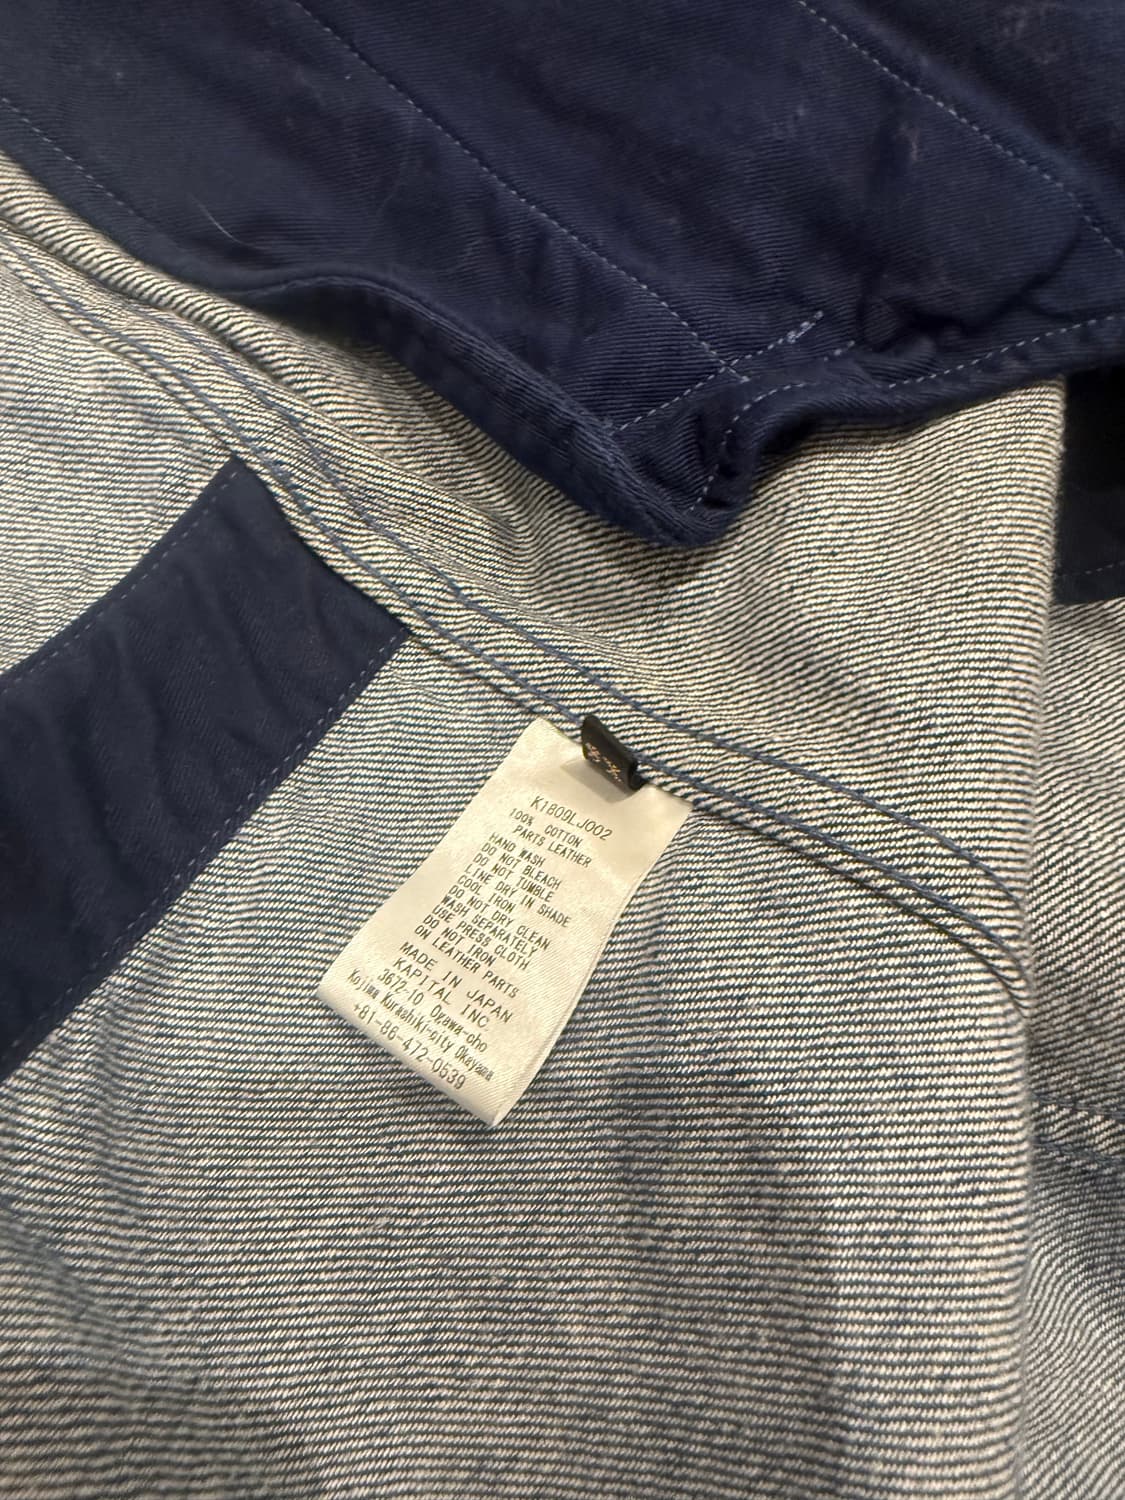 K1809LJ002
100% COTTON
PARTS LEATHER
HAND WASH
DO NOT BLEACH
DO NOT TUMBLE
LINE DRY IN SHADE
COOL IRON
DO NOT DRY CLEAN
WASH SEPARATELY
USE PRESS CLOTH
DO NOT IRON
ON LEATHER PARTS
MADE IN JAPAN
KAPITAL INC
3672-10 Ogawa-cho
Kojima Kurashiki-city Okayama
+81-86-472-0539